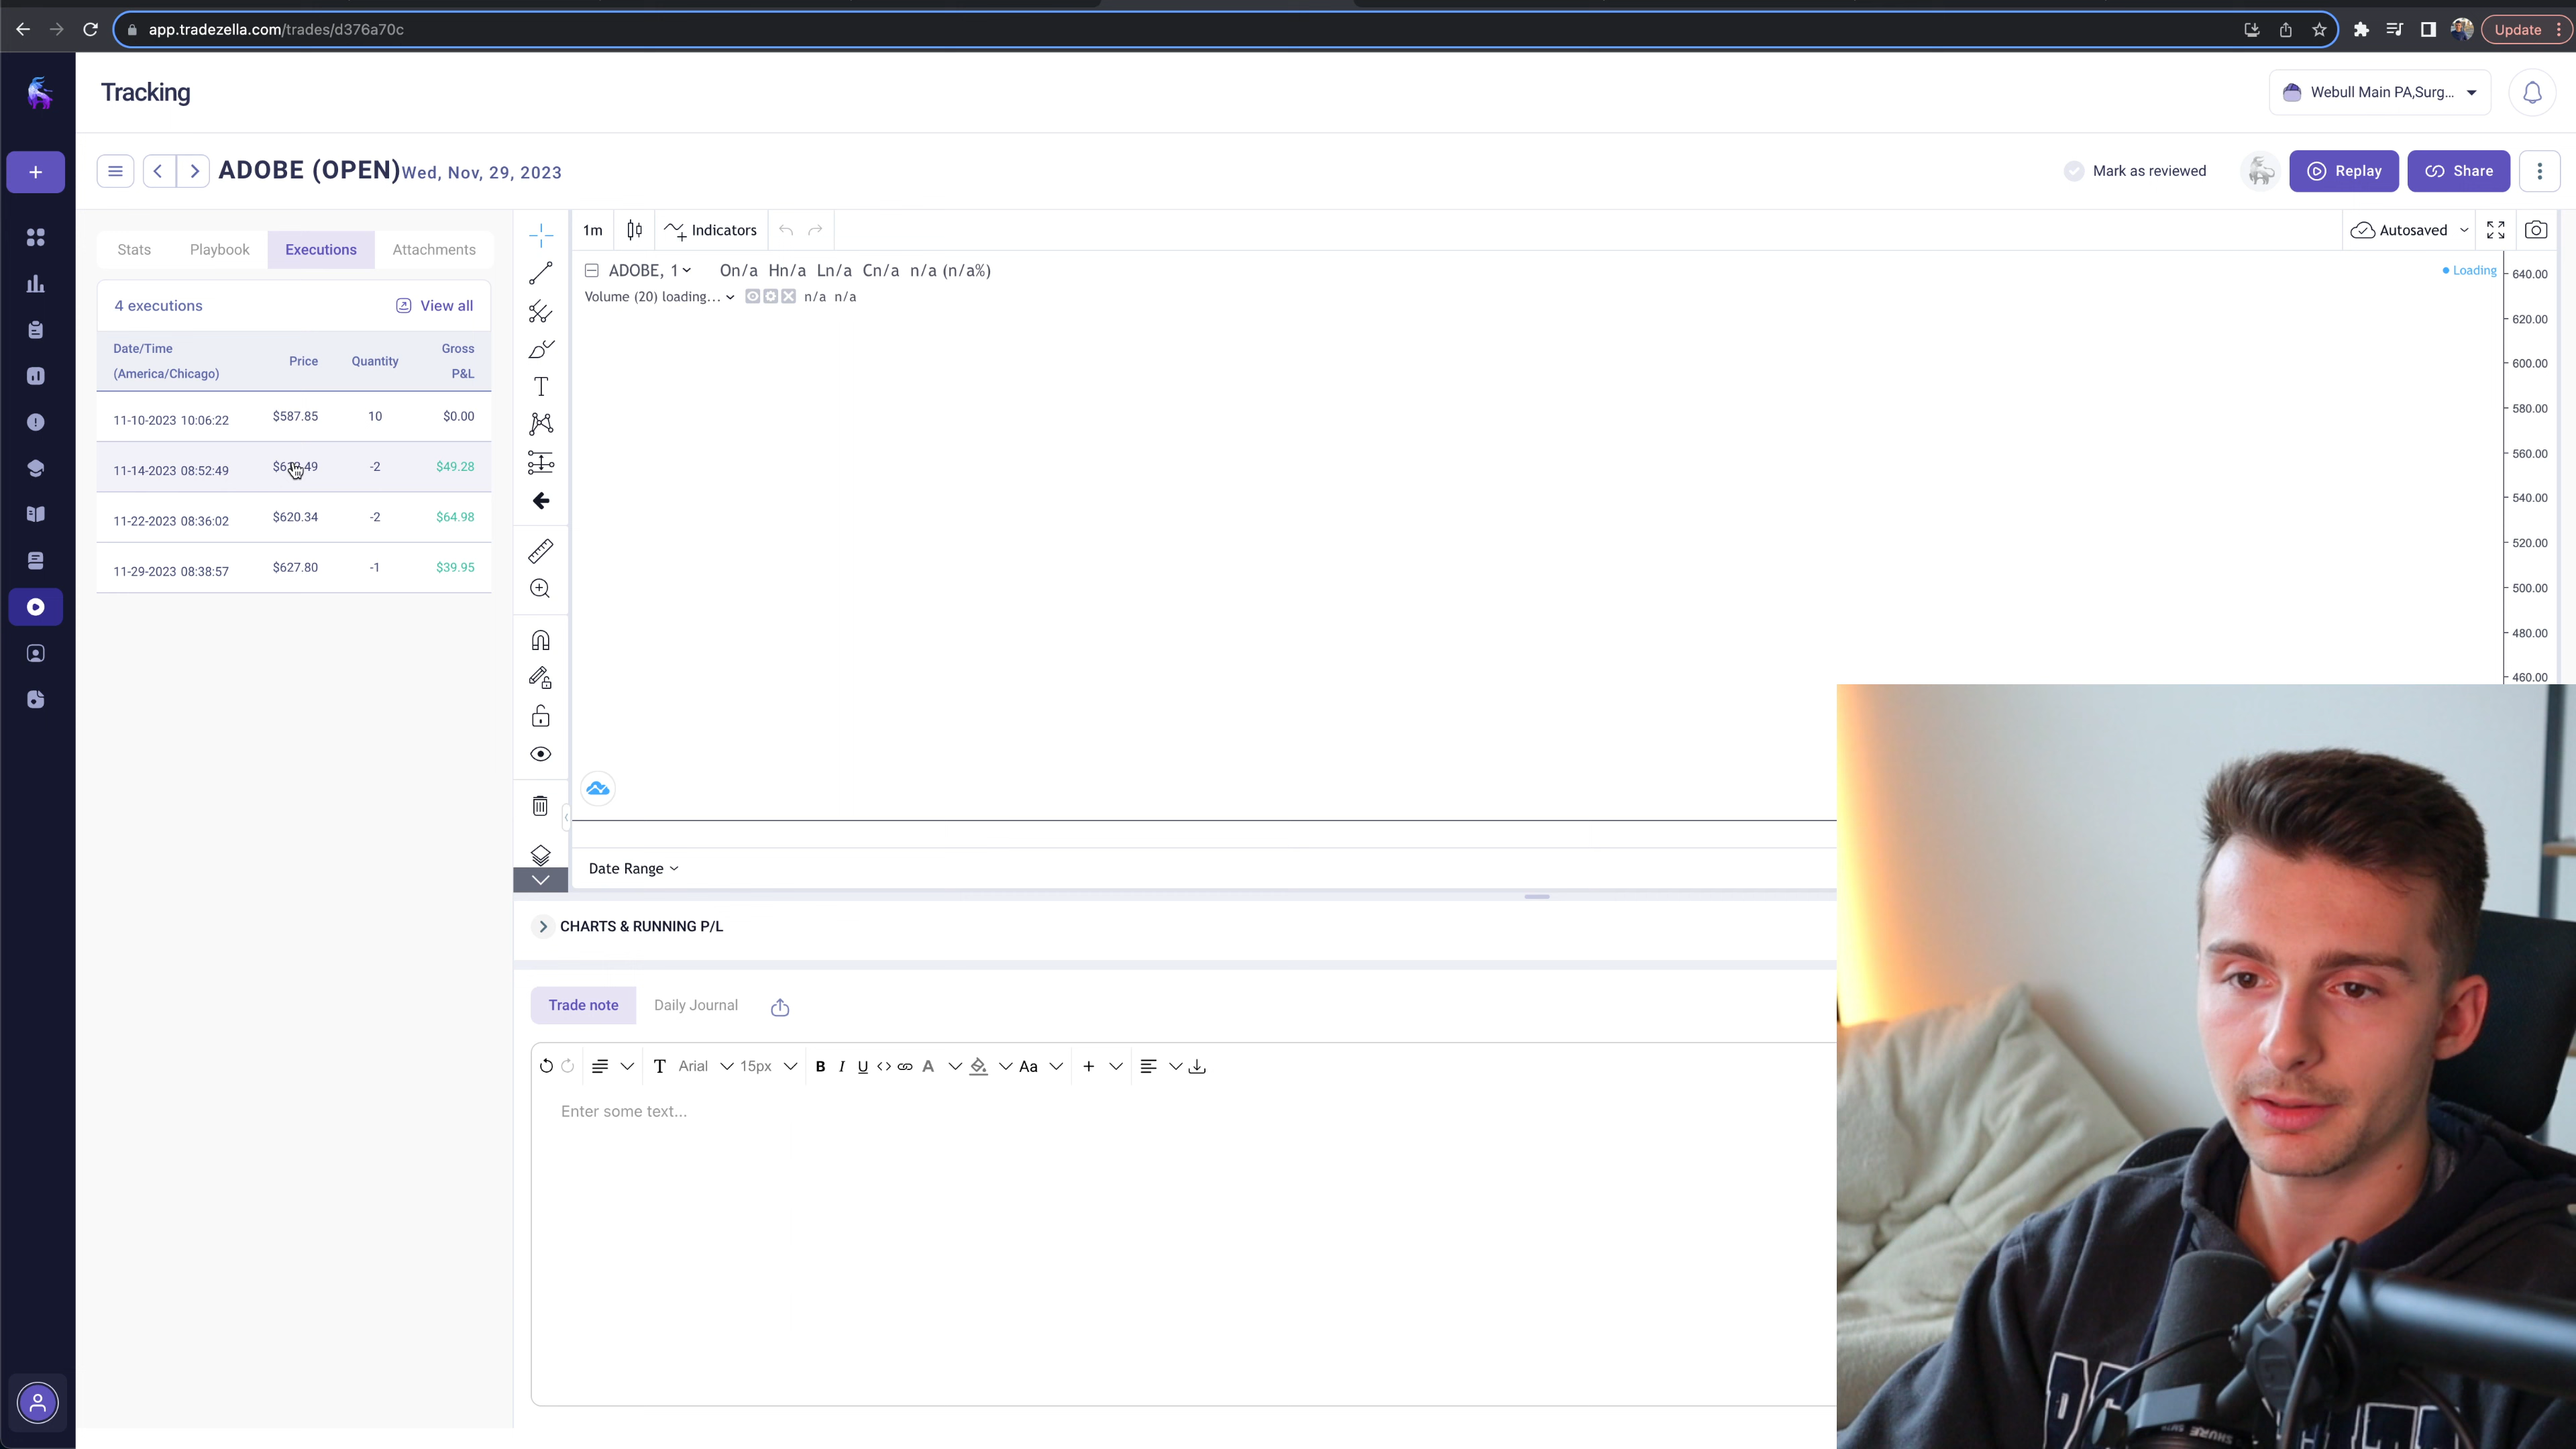 app.tradezella.com/trades/d376a70c
Update
Tracking
Webull Main PA,Surg...
ADOBE (OPEN) Wed, Nov, 29, 2023
Mark as reviewed
Replay
Share
Stats
Playbook
Executions
Attachments
4 executions
View all
Date/Time
(America/Chicago)
Price
Quantity
Gross
P&L
11-10-2023 10:06:22 $587.85 10 $0.00
11-14-2023 08:52:49 -2 $49.28
11-22-2023 08:36:02 $620.34 -2 $64.98
11-29-2023 08:38:57 $627.80 -1 $39.95
1m
Indicators
Autosaved
ADOBE, 1 On/a Hn/a Ln/a Cn/a n/a (n/a%)
Loading
Volume (20) loading... n/a n/a
640.00
620.00
600.00
580.00
560.00
540.00
520.00
500.00
480.00
460.00
Date Range
CHARTS & RUNNING P/L
Trade note
Daily Journal
Arial
15px
B I U A Aa
Enter some text...
SHURE